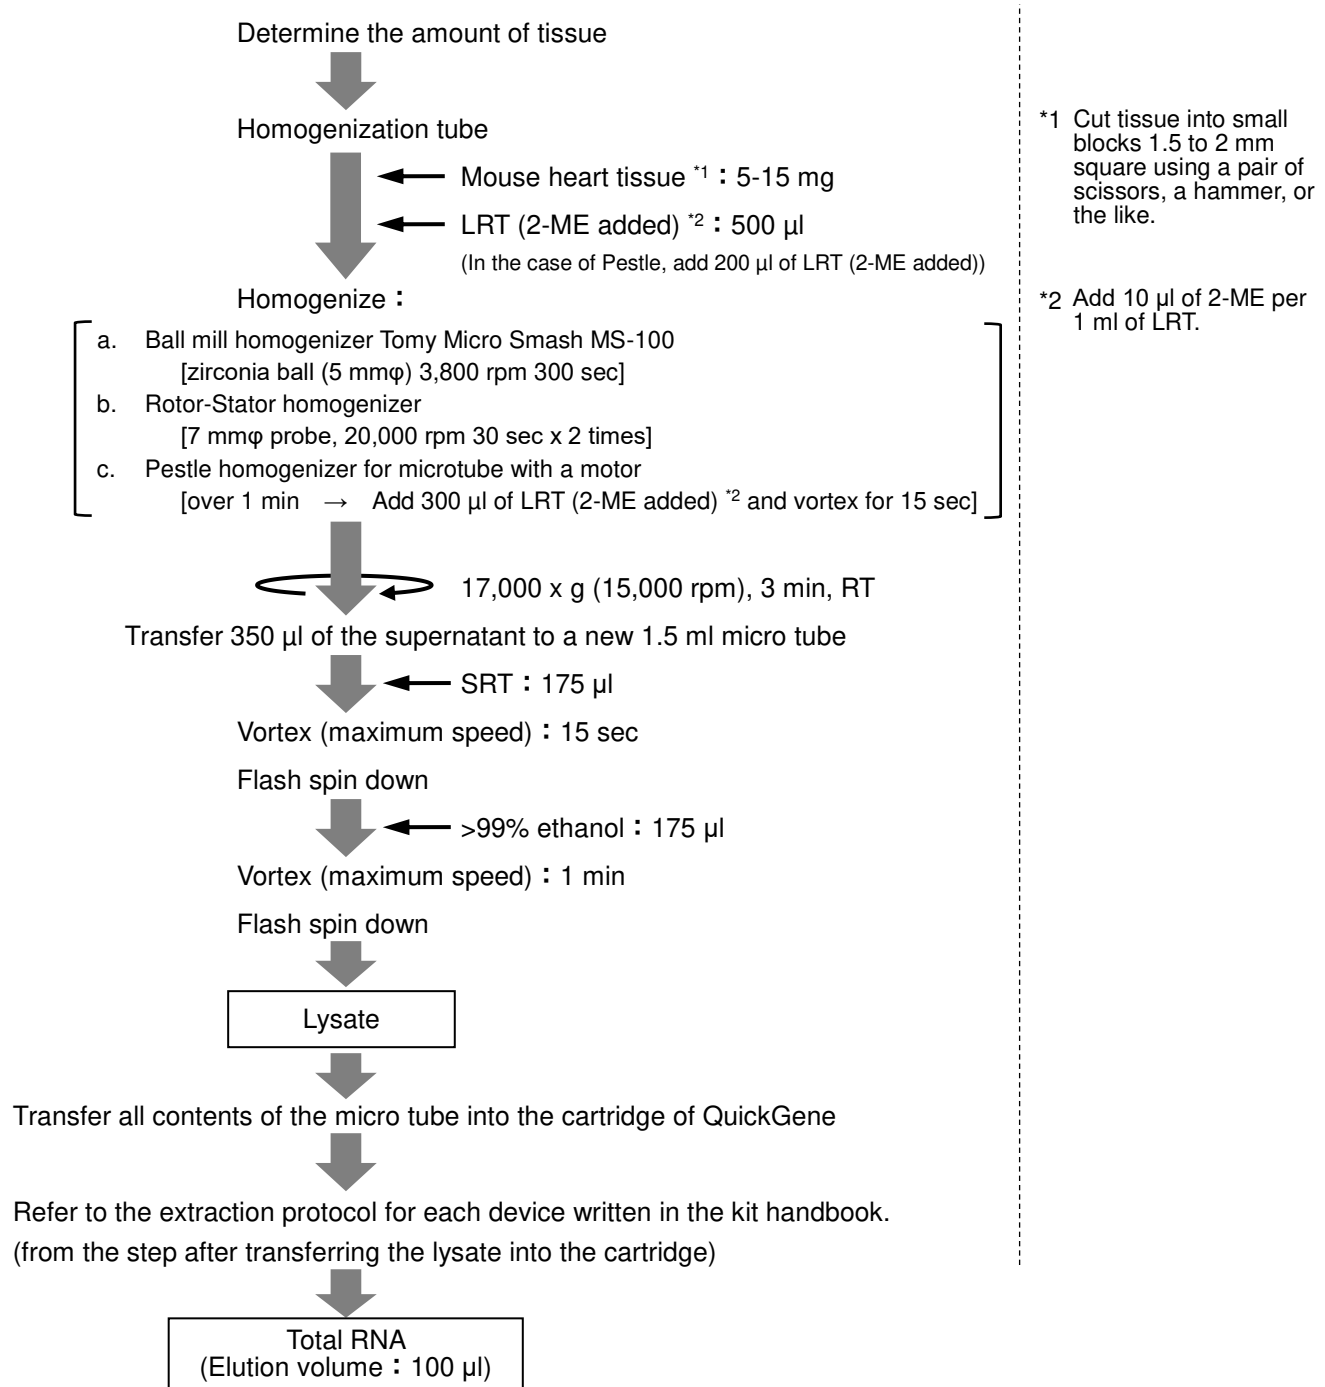 Determine the amount of tissue
Homogenization tube
Mouse heart tissue *1：5-15 mg
LRT (2-ME added) *2：500 µl
(In the case of Pestle, add 200 µl of LRT (2-ME added))
Homogenize：
a. Ball mill homogenizer Tomy Micro Smash MS-100
[zirconia ball (5 mmφ) 3,800 rpm 300 sec]
b. Rotor-Stator homogenizer
[7 mmφ probe, 20,000 rpm 30 sec x 2 times]
c. Pestle homogenizer for microtube with a motor
[over 1 min → Add 300 µl of LRT (2-ME added) *2 and vortex for 15 sec]
17,000 x g (15,000 rpm), 3 min, RT
Transfer 350 µl of the supernatant to a new 1.5 ml micro tube
SRT：175 µl
Vortex (maximum speed)：15 sec
Flash spin down
>99% ethanol：175 µl
Vortex (maximum speed)：1 min
Flash spin down
Lysate
Transfer all contents of the micro tube into the cartridge of QuickGene
Refer to the extraction protocol for each device written in the kit handbook.
(from the step after transferring the lysate into the cartridge)
Total RNA
(Elution volume：100 µl)
*1 Cut tissue into small
blocks 1.5 to 2 mm
square using a pair of
scissors, a hammer, or
the like.
*2 Add 10 µl of 2-ME per
1 ml of LRT.